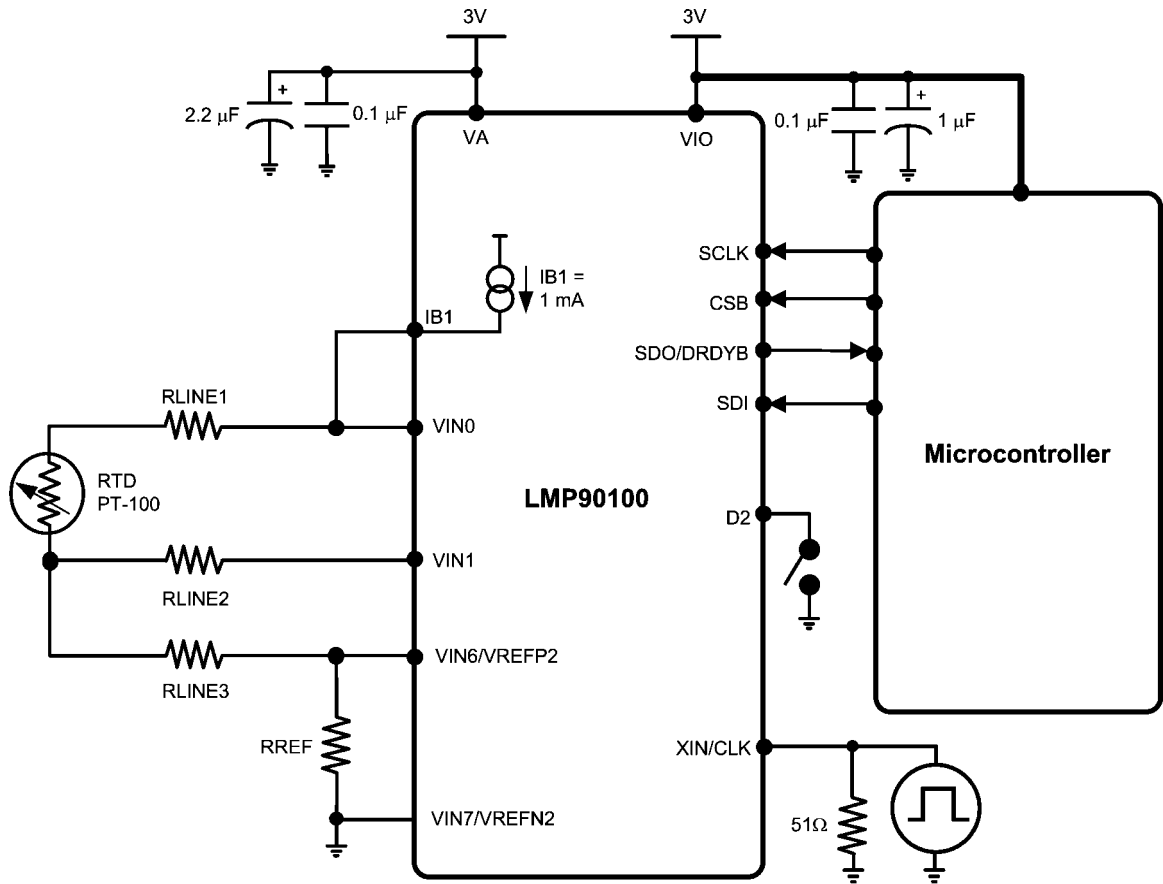 3V
3V
2.2 μF
+
0.1 μF
0.1 μF
+
1 μF
VA
VIO
SCLK
IB1 =
1 mA
CSB
IB1
SDO/DRDYB
RLINE1
SDI
VIN0
Microcontroller
RTD
PT-100
LMP90100
D2
VIN1
RLINE2
VIN6/VREFP2
RLINE3
RREF
XIN/CLK
VIN7/VREFN2
51Ω